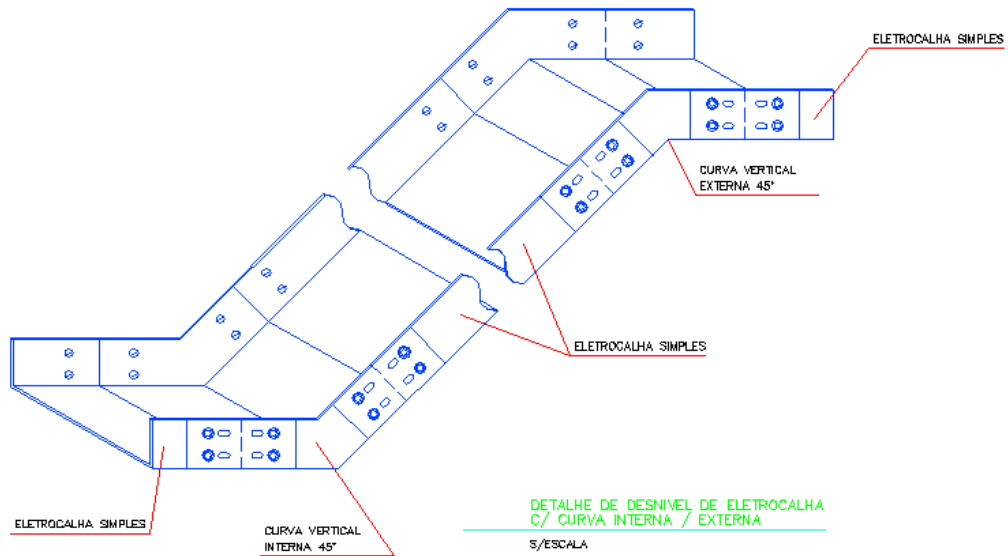 ELETROCALHA SIMPLES
CURVA VERTICAL
EXTERNA 45°
ELETROCALHA SIMPLES
ELETROCALHA SIMPLES
CURVA VERTICAL
INTERNA 45°
DETALHE DE DESNIVEL DE ELETROCALHA
C/ CURVA INTERNA / EXTERNA
S/ESCALA